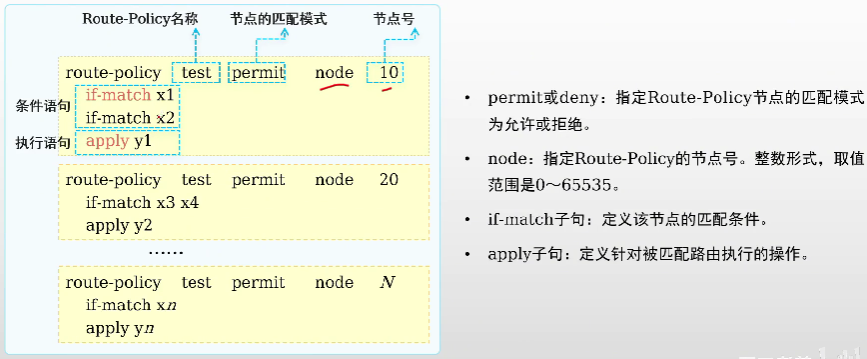 Route-Policy名称 节点的匹配模式 节点号
route-policy test permit node 10
条件语句
if-match x1
if-match x2
执行语句 apply y1
route-policy test permit node 20
if-match x3 x4
apply y2
……
route-policy test permit node N
if-match xn
apply yn
• permit或deny：指定Route-Policy节点的匹配模式
为允许或拒绝。
• node：指定Route-Policy的节点号。整数形式，取值
范围是0～65535。
• if-match子句：定义该节点的匹配条件。
• apply子句：定义针对被匹配路由执行的操作。